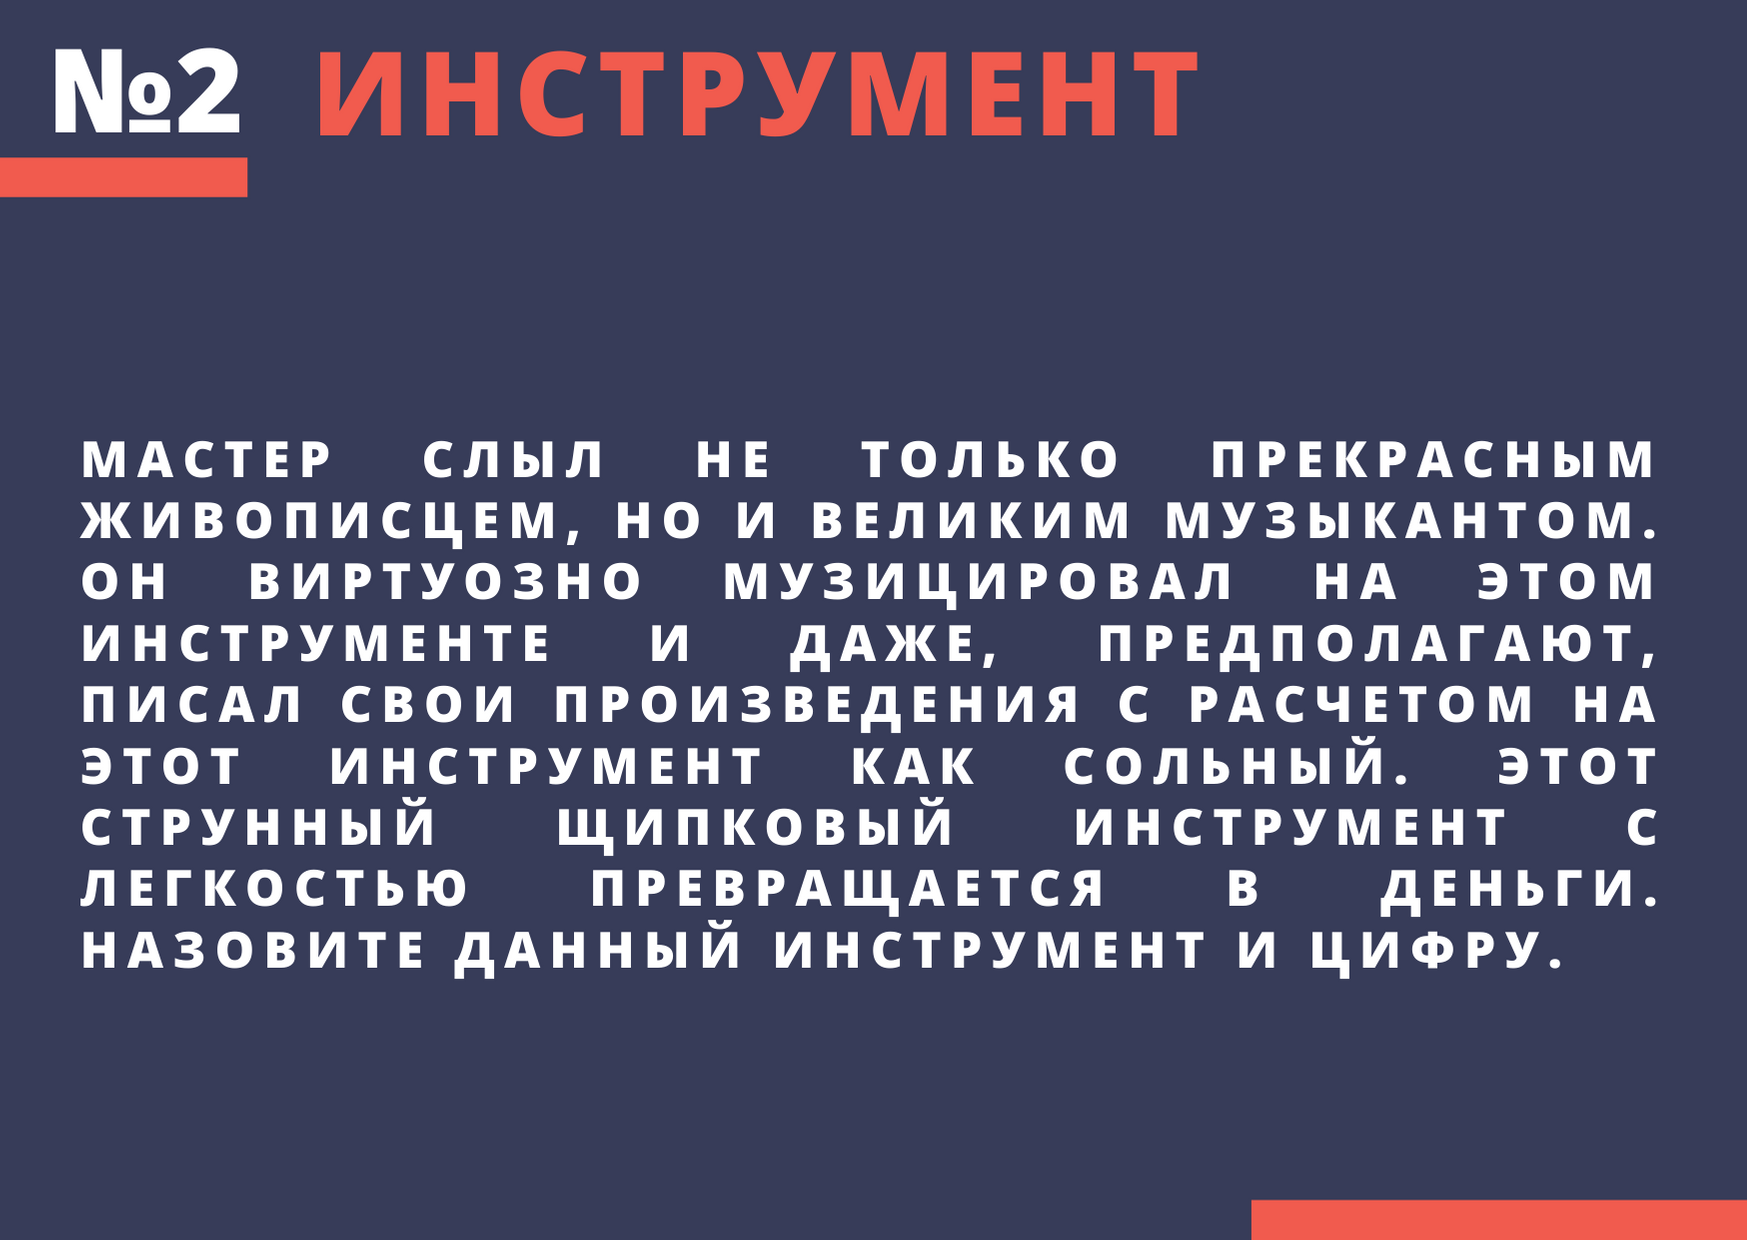 №2 ИНСТРУМЕНТ
МАСТЕР СЛЫЛ НЕ ТОЛЬКО ПРЕКРАСНЫМ
ЖИВОПИСЦЕМ, НО И ВЕЛИКИМ МУЗЫКАНТОМ.
ОН ВИРТУОЗНО МУЗИЦИРОВАЛ НА ЭТОМ
ИНСТРУМЕНТЕ И ДАЖЕ, ПРЕДПОЛАГАЮТ,
ПИСАЛ СВОИ ПРОИЗВЕДЕНИЯ С РАСЧЕТОМ НА
ЭТОТ ИНСТРУМЕНТ КАК СОЛЬНЫЙ. ЭТОТ
СТРУННЫЙ ЩИПКОВЫЙ ИНСТРУМЕНТ С
ЛЕГКОСТЬЮ ПРЕВРАЩАЕТСЯ В ДЕНЬГИ.
НАЗОВИТЕ ДАННЫЙ ИНСТРУМЕНТ И ЦИФРУ.